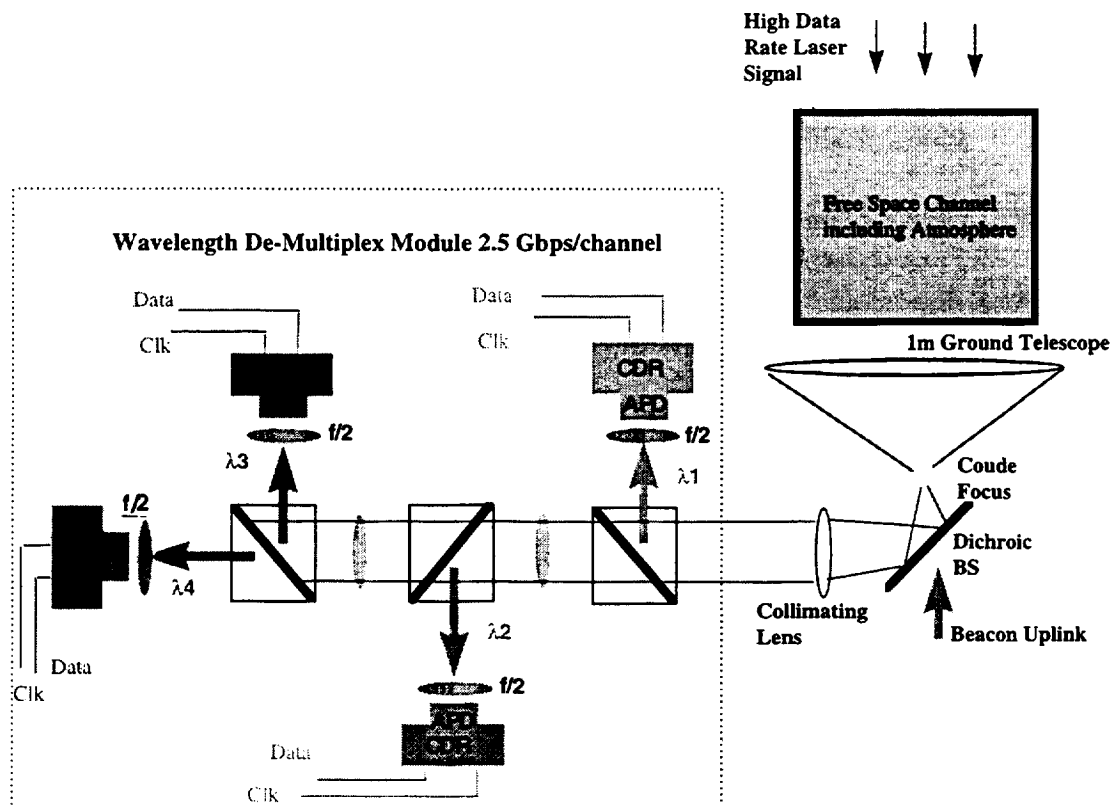 High Data
Rate Laser
Signal
Free Space Channel
including Atmosphere
Wavelength De-Multiplex Module 2.5 Gbps/channel
1m Ground Telescope
Data
Clk
Data
Clk
CDR
APD
f/2
f/2
λ3
λ1
Coude
Focus
Dichroic
BS
f/2
λ4
λ2
Collimating
Lens
Beacon Uplink
Data
Clk
f/2
APD
CDR
Data
Clk